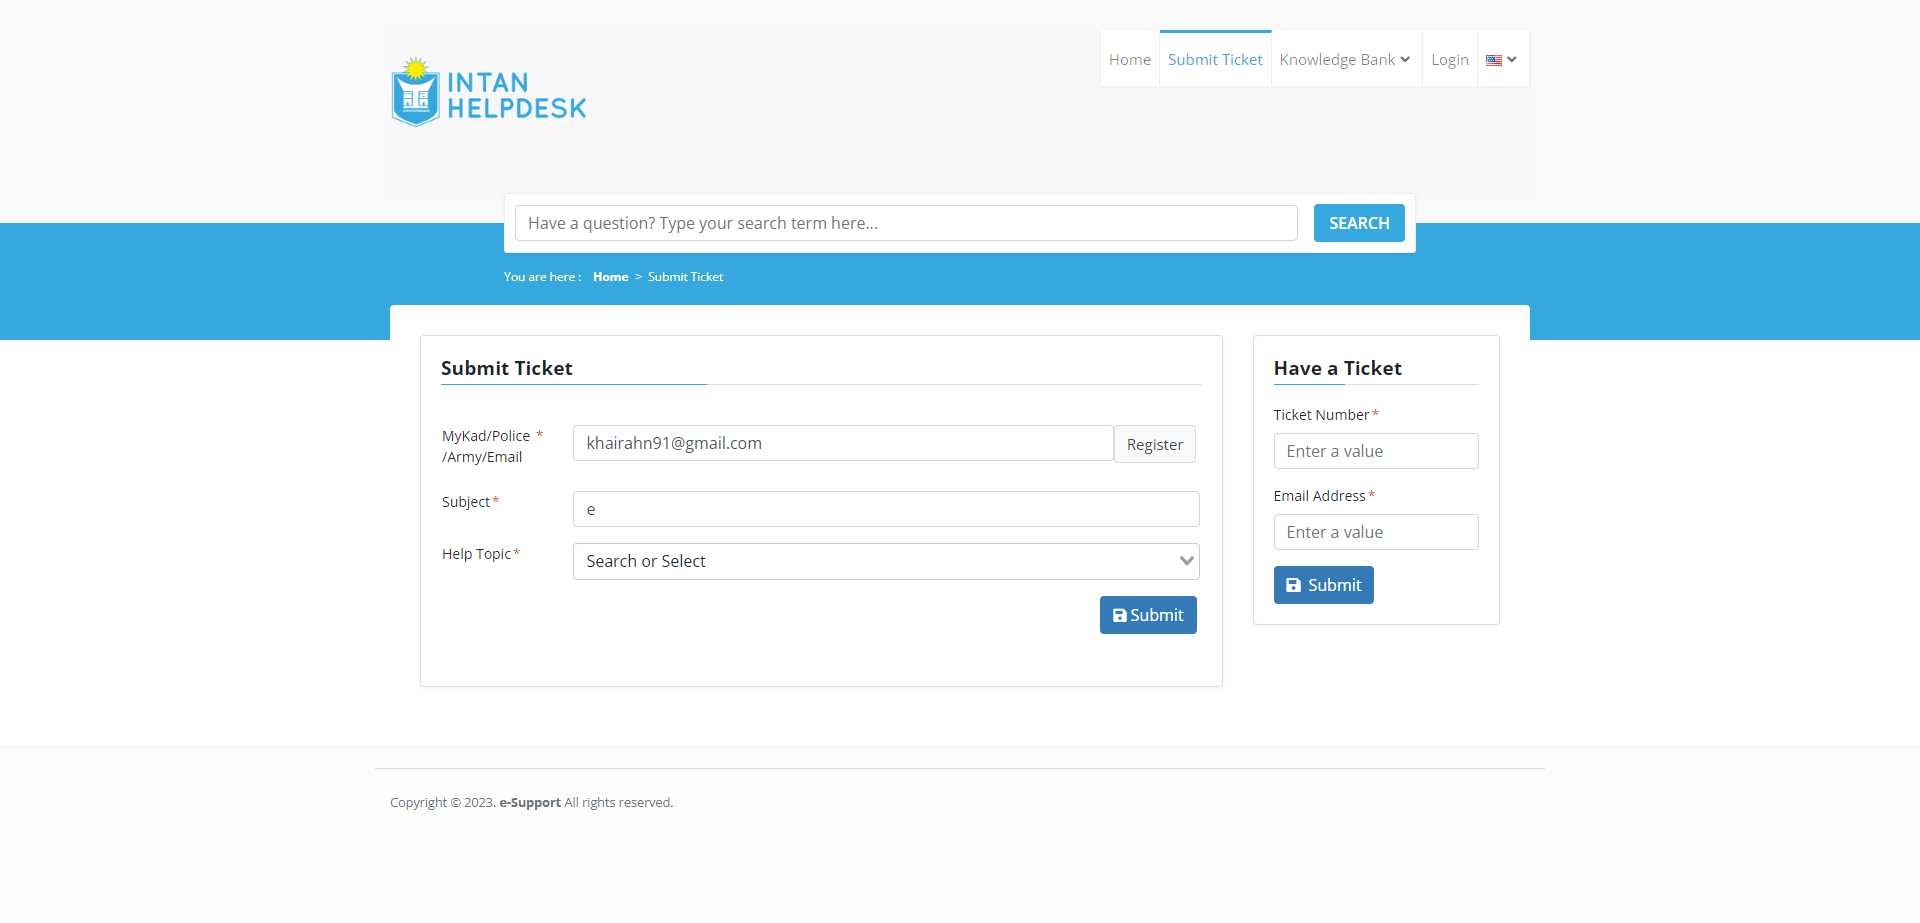 INTAN
HELPDESK
Home
Submit Ticket
Knowledge Bank
Login
Have a question? Type your search term here...
SEARCH
You are here : Home > Submit Ticket
Submit Ticket
MyKad/Police *
/Army/Email
khairahn91@gmail.com
Register
Subject*
e
Help Topic*
Search or Select
Submit
Have a Ticket
Ticket Number*
Enter a value
Email Address*
Enter a value
Submit
Copyright © 2023. e-Support All rights reserved.